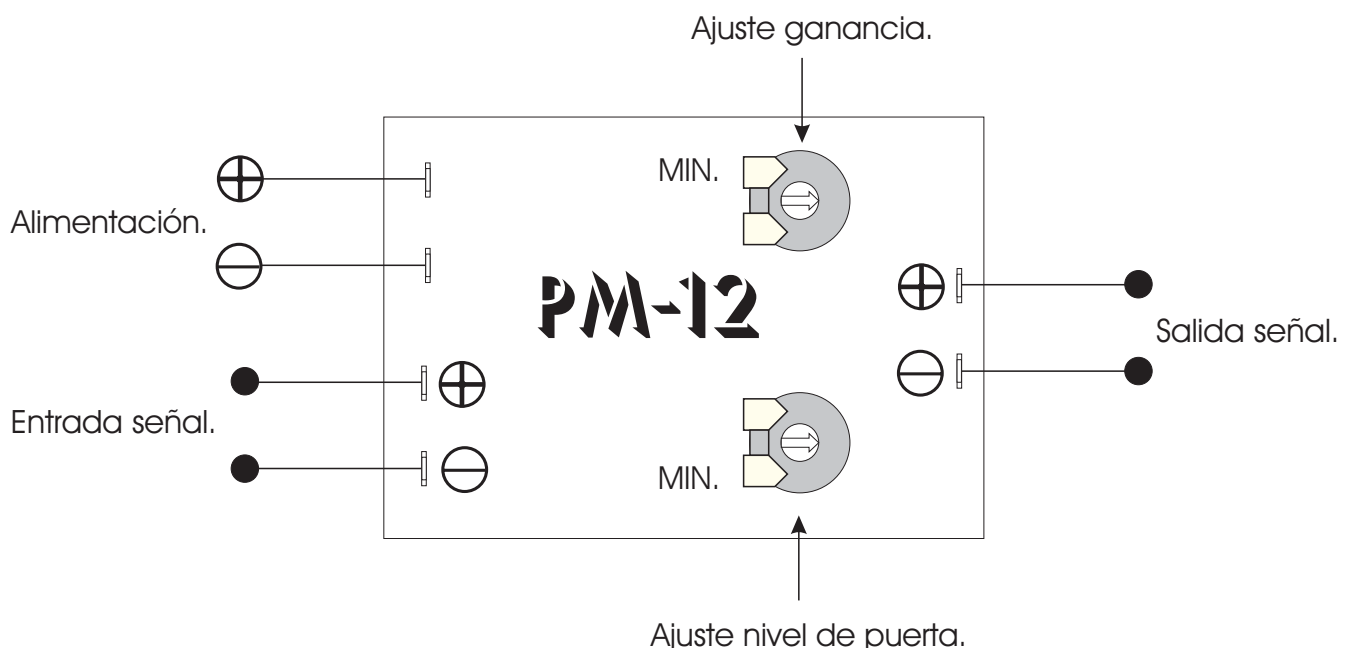 Ajuste ganancia.
MIN.
Alimentación.
PM-12
Salida señal.
Entrada señal.
MIN.
Ajuste nivel de puerta.